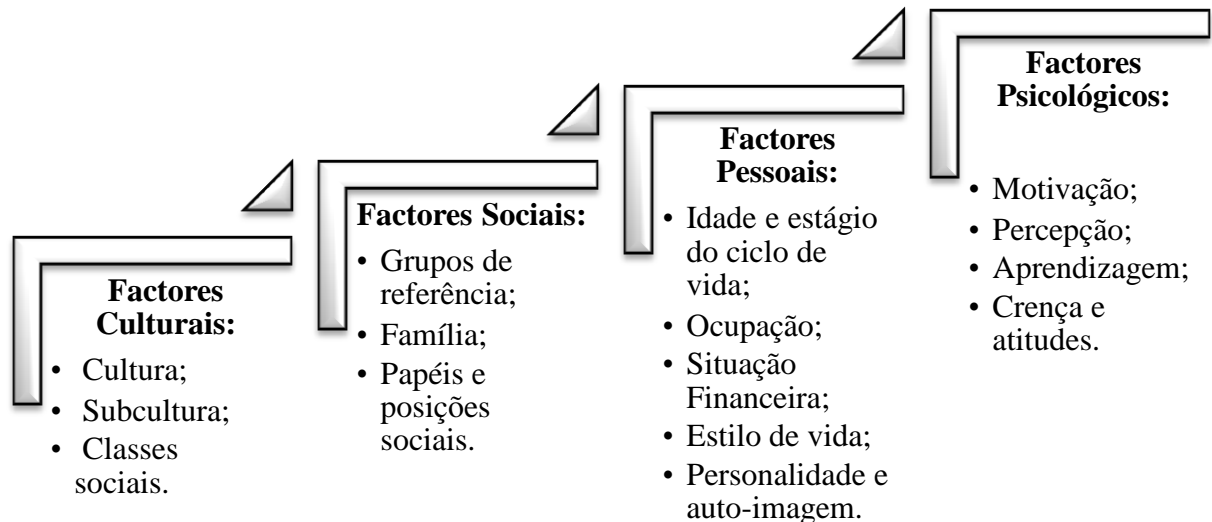 Factores
Culturais:
• Cultura;
• Subcultura;
• Classes
sociais.
Factores Sociais:
• Grupos de
referência;
• Família;
• Papéis e
posições
sociais.
Factores
Pessoais:
• Idade e estágio
do ciclo de
vida;
• Ocupação;
• Situação
Financeira;
• Estilo de vida;
• Personalidade e
auto-imagem.
Factores
Psicológicos:
• Motivação;
• Percepção;
• Aprendizagem;
• Crença e
atitudes.